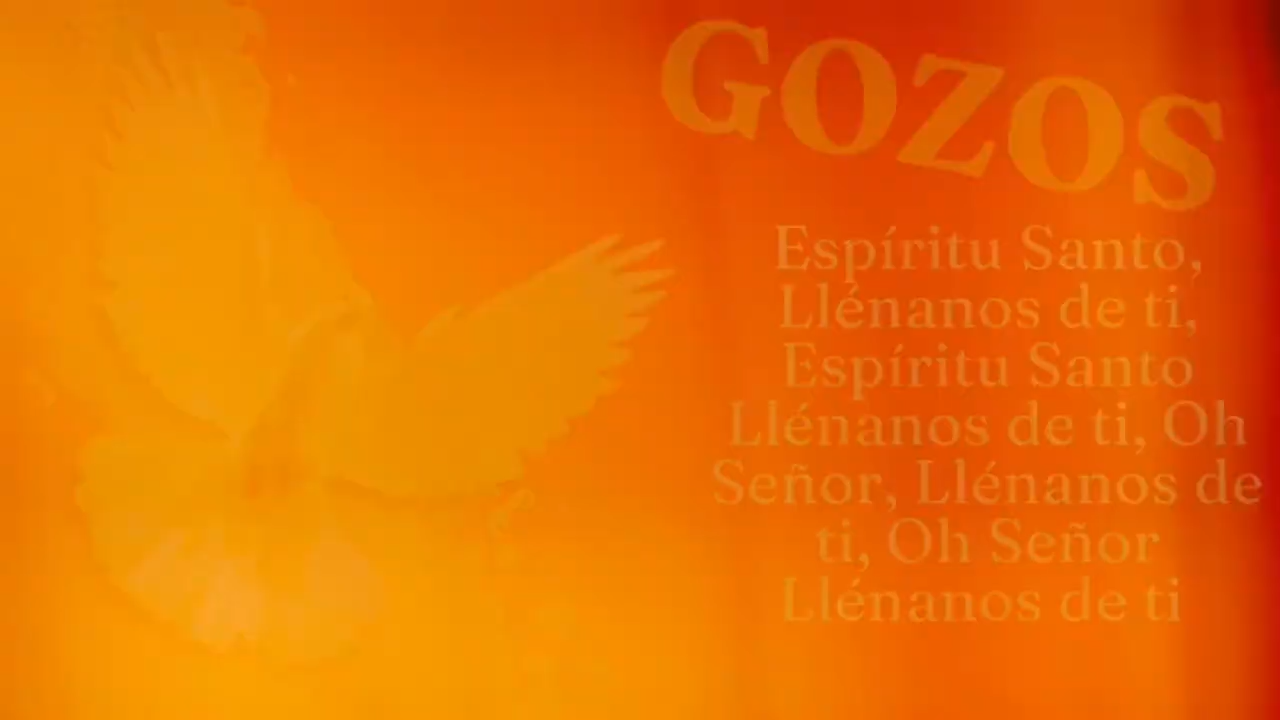 GOZOS
Espíritu Santo,
Llénanos de ti,
Espíritu Santo
Llénanos de ti, Oh
Señor, Llénanos de
ti, Oh Señor
Llénanos de ti